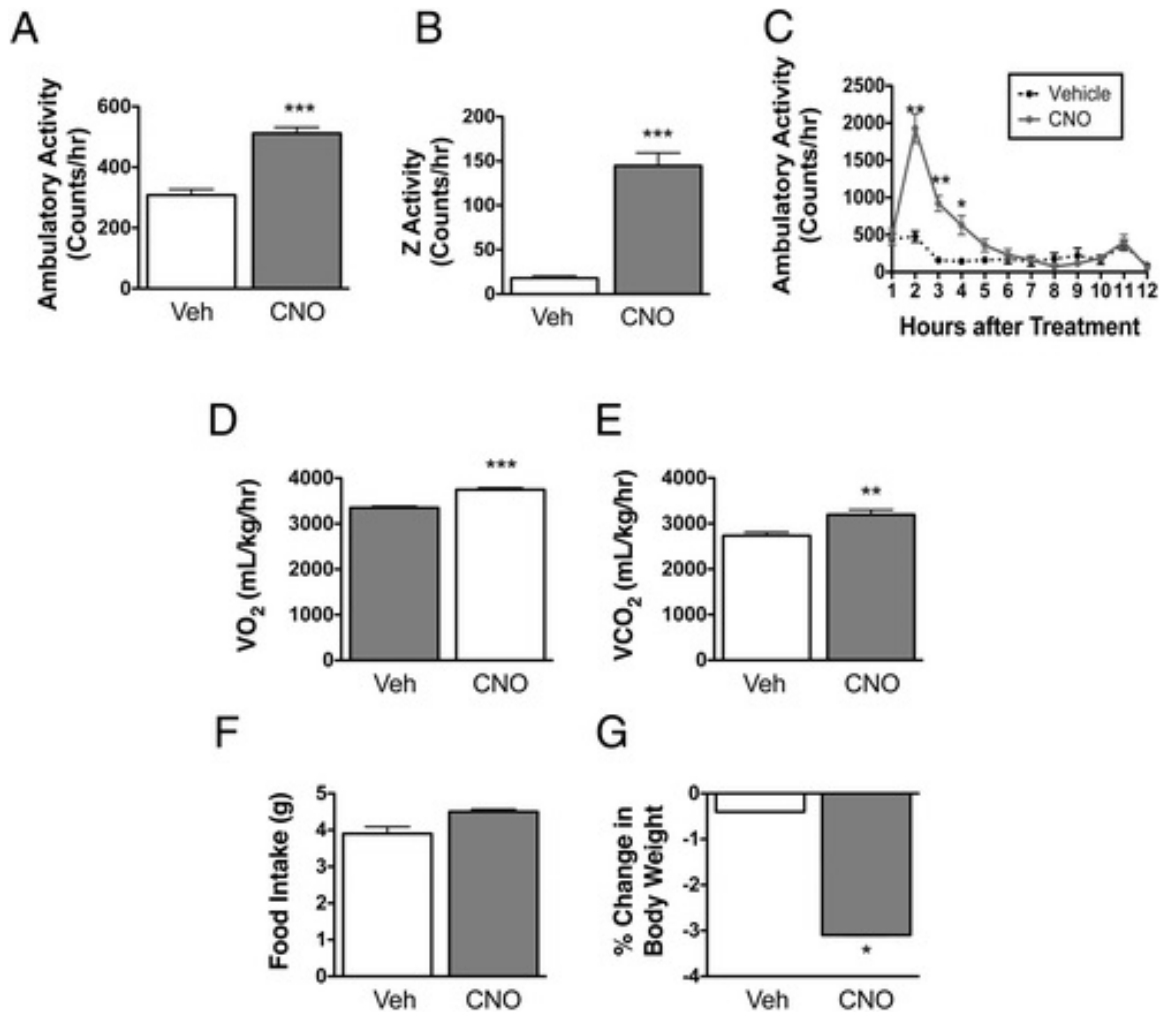 A
Ambulatory Activity
(Counts/hr)
600
400
200
0
***
Veh
CNO
B
Z Activity
(Counts/hr)
200
150
100
50
0
***
Veh
CNO
C
Ambulatory Activity
(Counts/hr)
2500
2000
1500
1000
500
0
**
**
*
Vehicle
CNO
1 2 3 4 5 6 7 8 9 10 11 12
Hours after Treatment
D
VO₂ (mL/kg/hr)
4000
3000
2000
1000
0
***
Veh
CNO
E
VCO₂ (mL/kg/hr)
4000
3000
2000
1000
0
**
Veh
CNO
F
Food Intake (g)
5
4
3
2
1
0
Veh
CNO
G
% Change in
Body Weight
0
-1
-2
-3
-4
*
Veh
CNO